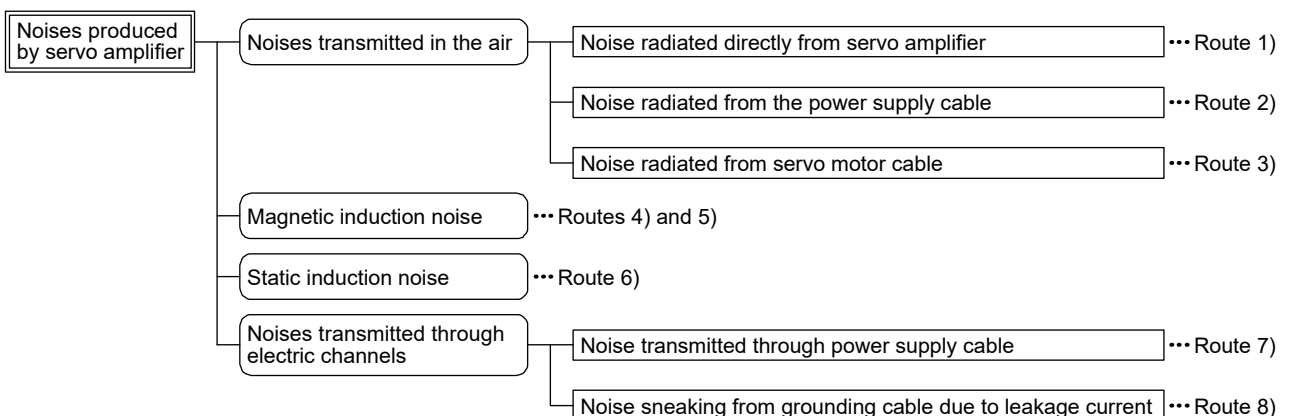 Noises produced
by servo amplifier
Noises transmitted in the air
Noise radiated directly from servo amplifier
••• Route 1)
Noise radiated from the power supply cable
••• Route 2)
Noise radiated from servo motor cable
••• Route 3)
Magnetic induction noise
••• Routes 4) and 5)
Static induction noise
••• Route 6)
Noises transmitted through
electric channels
Noise transmitted through power supply cable
••• Route 7)
Noise sneaking from grounding cable due to leakage current
••• Route 8)